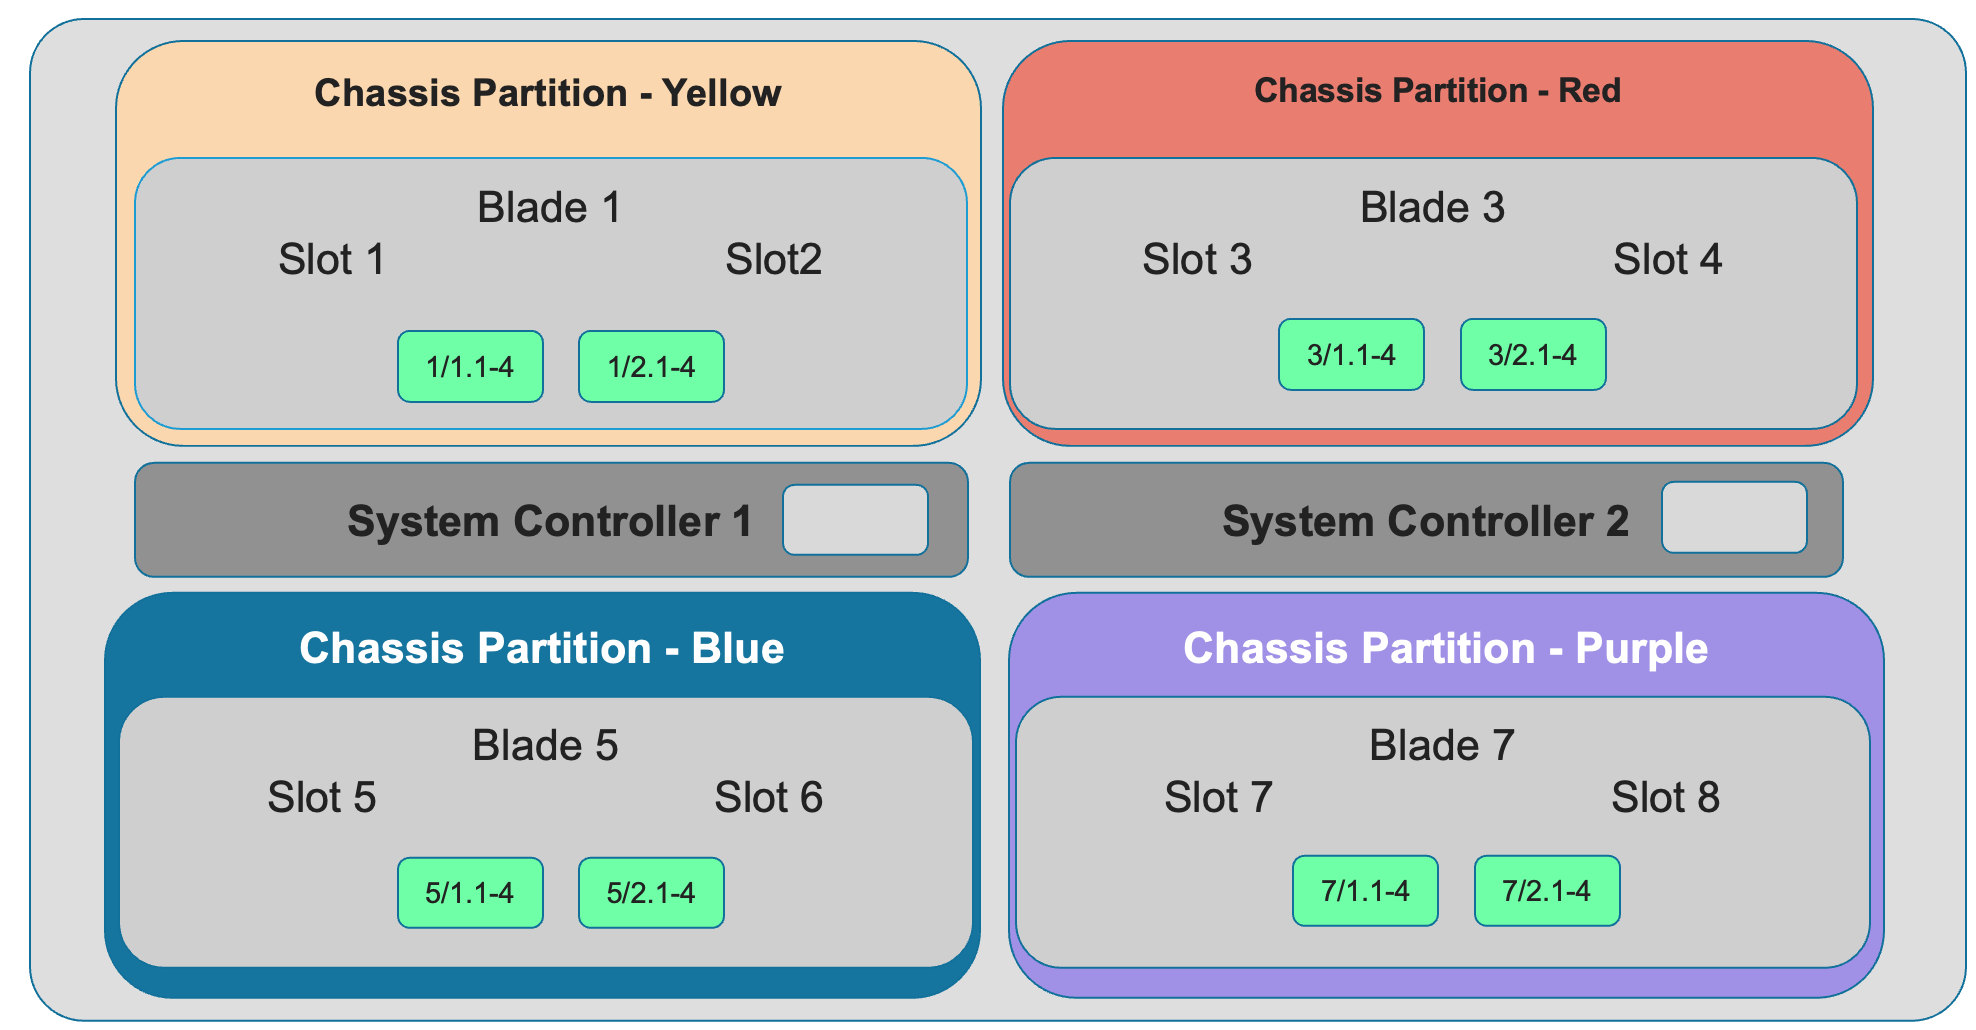 Chassis Partition - Yellow
Blade 1
Slot 1
Slot2
1/1.1-4
1/2.1-4
Chassis Partition - Red
Blade 3
Slot 3
Slot 4
3/1.1-4
3/2.1-4
System Controller 1
System Controller 2
Chassis Partition - Blue
Blade 5
Slot 5
Slot 6
5/1.1-4
5/2.1-4
Chassis Partition - Purple
Blade 7
Slot 7
Slot 8
7/1.1-4
7/2.1-4